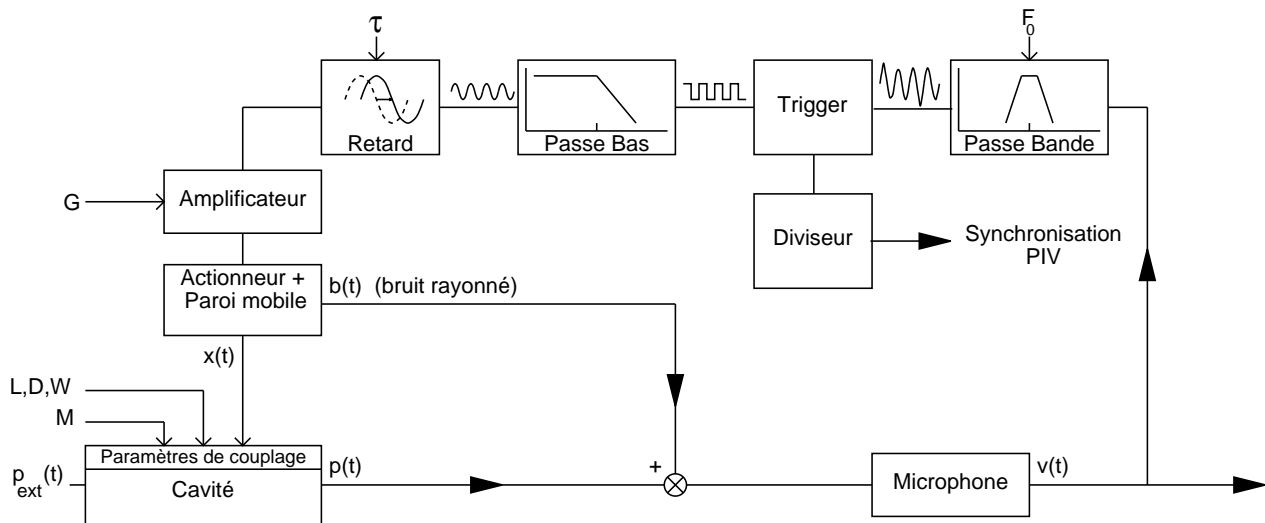 τ
F0
Retard
Passe Bas
Trigger
Passe Bande
G
Amplificateur
Diviseur
Synchronisation
PIV
Actionneur +
Paroi mobile
b(t) (bruit rayonné)
x(t)
L,D,W
M
Paramètres de couplage
p(t)
+
v(t)
pext(t)
Cavité
Microphone